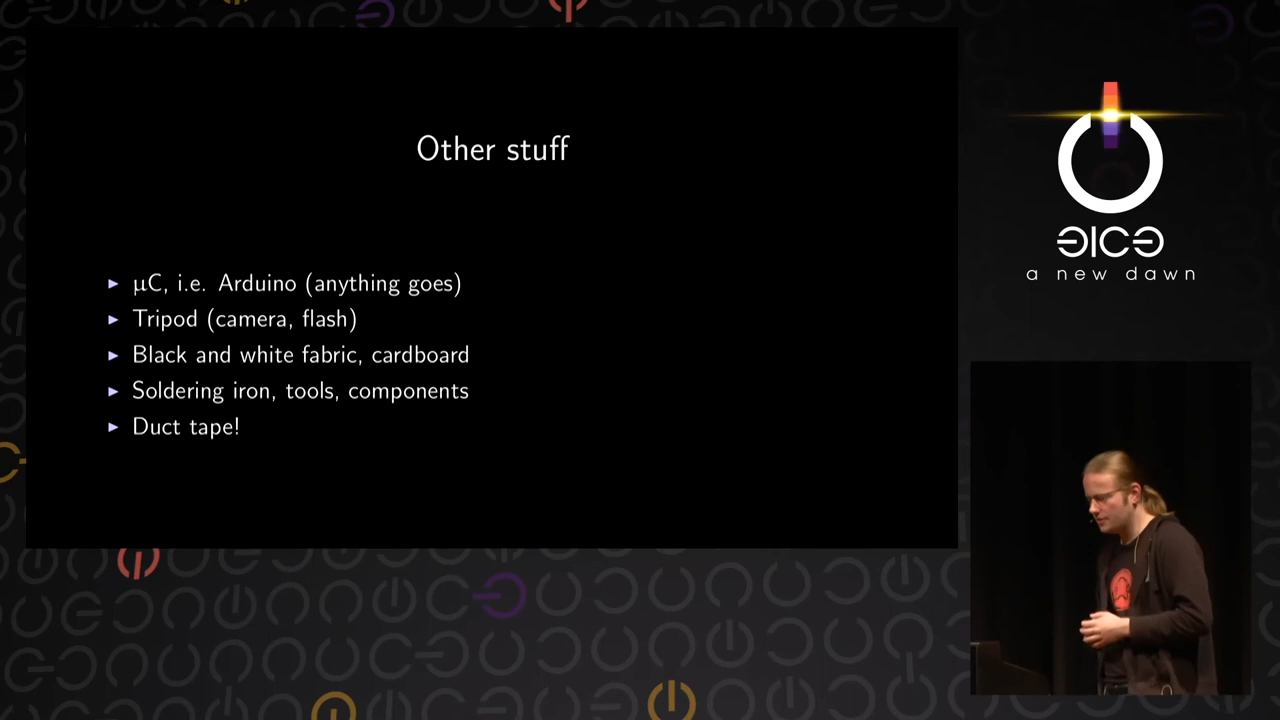 Other stuff
µC, i.e. Arduino (anything goes)
Tripod (camera, flash)
Black and white fabric, cardboard
Soldering iron, tools, components
Duct tape!
31C3
a new dawn